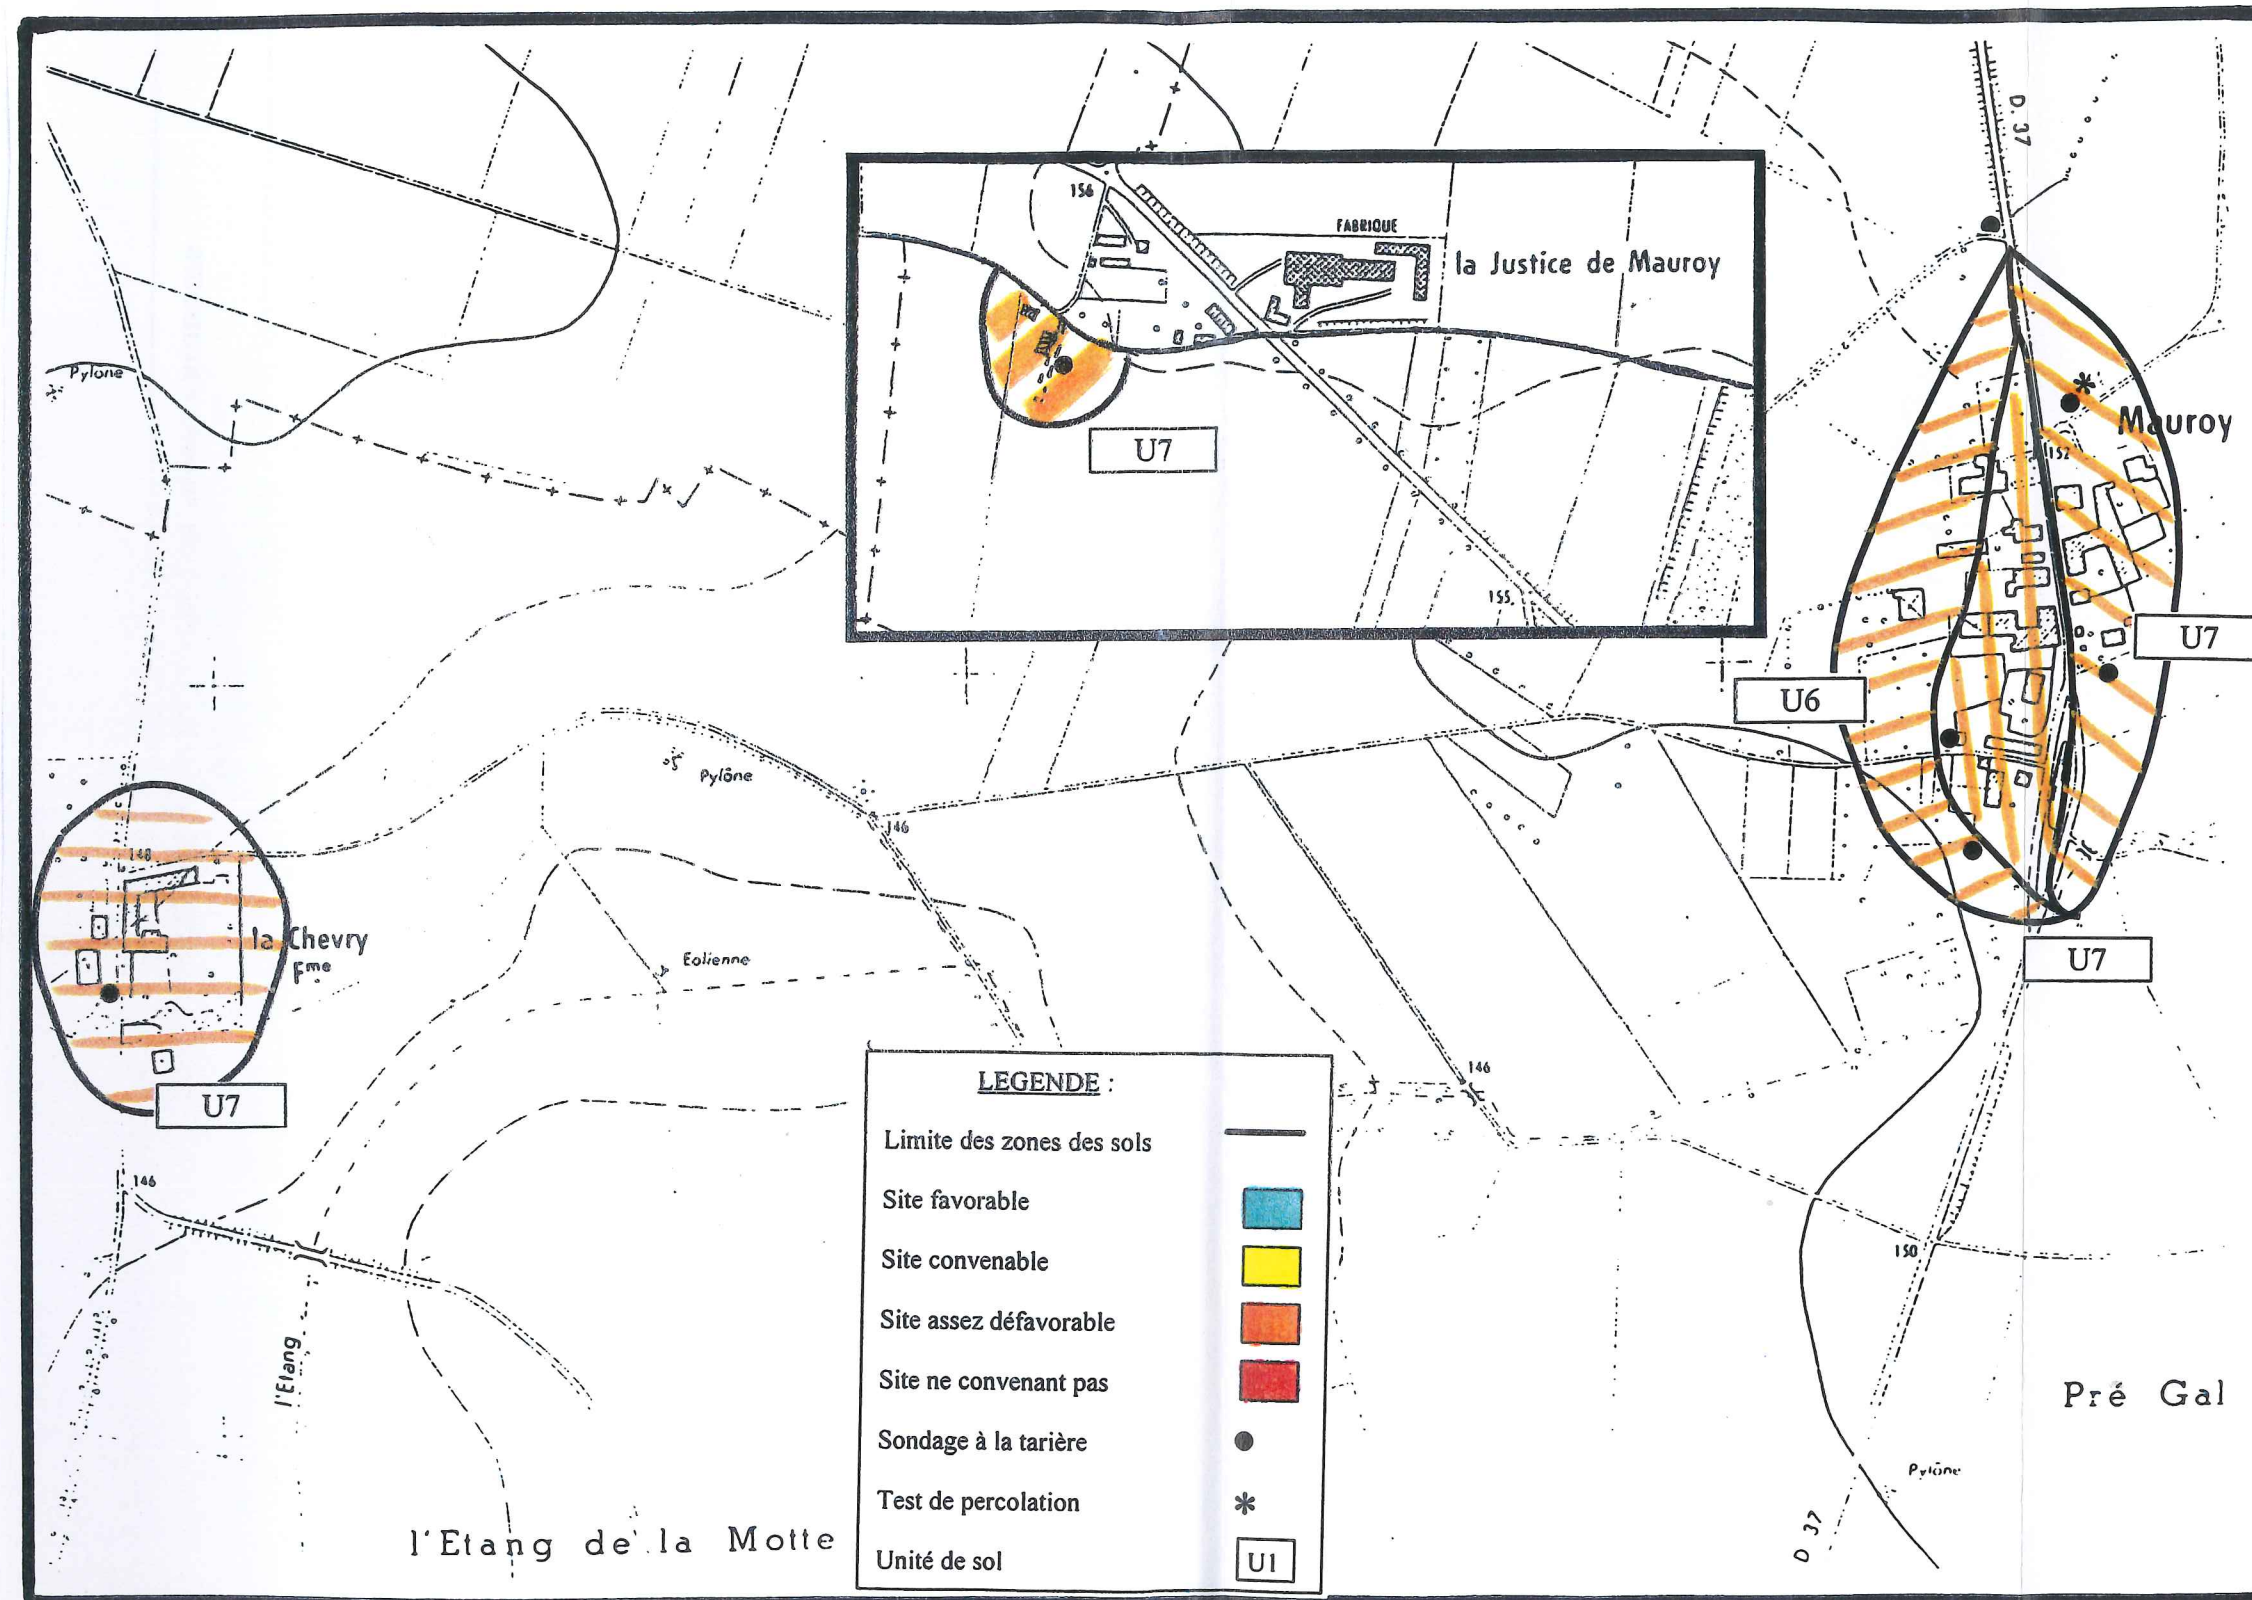 D. 37
156
FABRIQUE
la Justice de Mauroy
Pylone
U7
Mauroy
152
155
U7
U6
Pylône
146
148
la Chevry
Fme
Eolienne
U7
U7
146
146
150
l'Etang
Pré Gal
Pylône
D 37
l'Etang de la Motte
LEGENDE :
Limite des zones des sols
Site favorable
Site convenable
Site assez défavorable
Site ne convenant pas
Sondage à la tarière
Test de percolation
Unité de sol U1